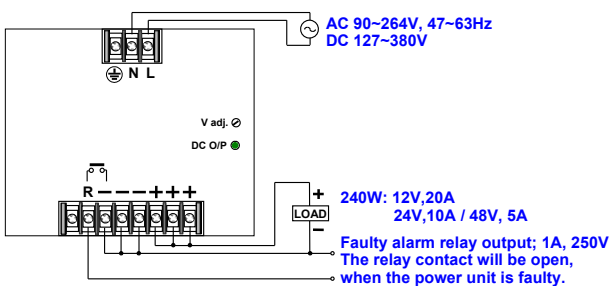 AC 90~264V, 47~63Hz
DC 127~380V
N L
V adj.
DC O/P
R − − − + + +
+
LOAD
−
240W: 12V,20A
24V,10A / 48V, 5A
Faulty alarm relay output; 1A, 250V
The relay contact will be open,
when the power unit is faulty.